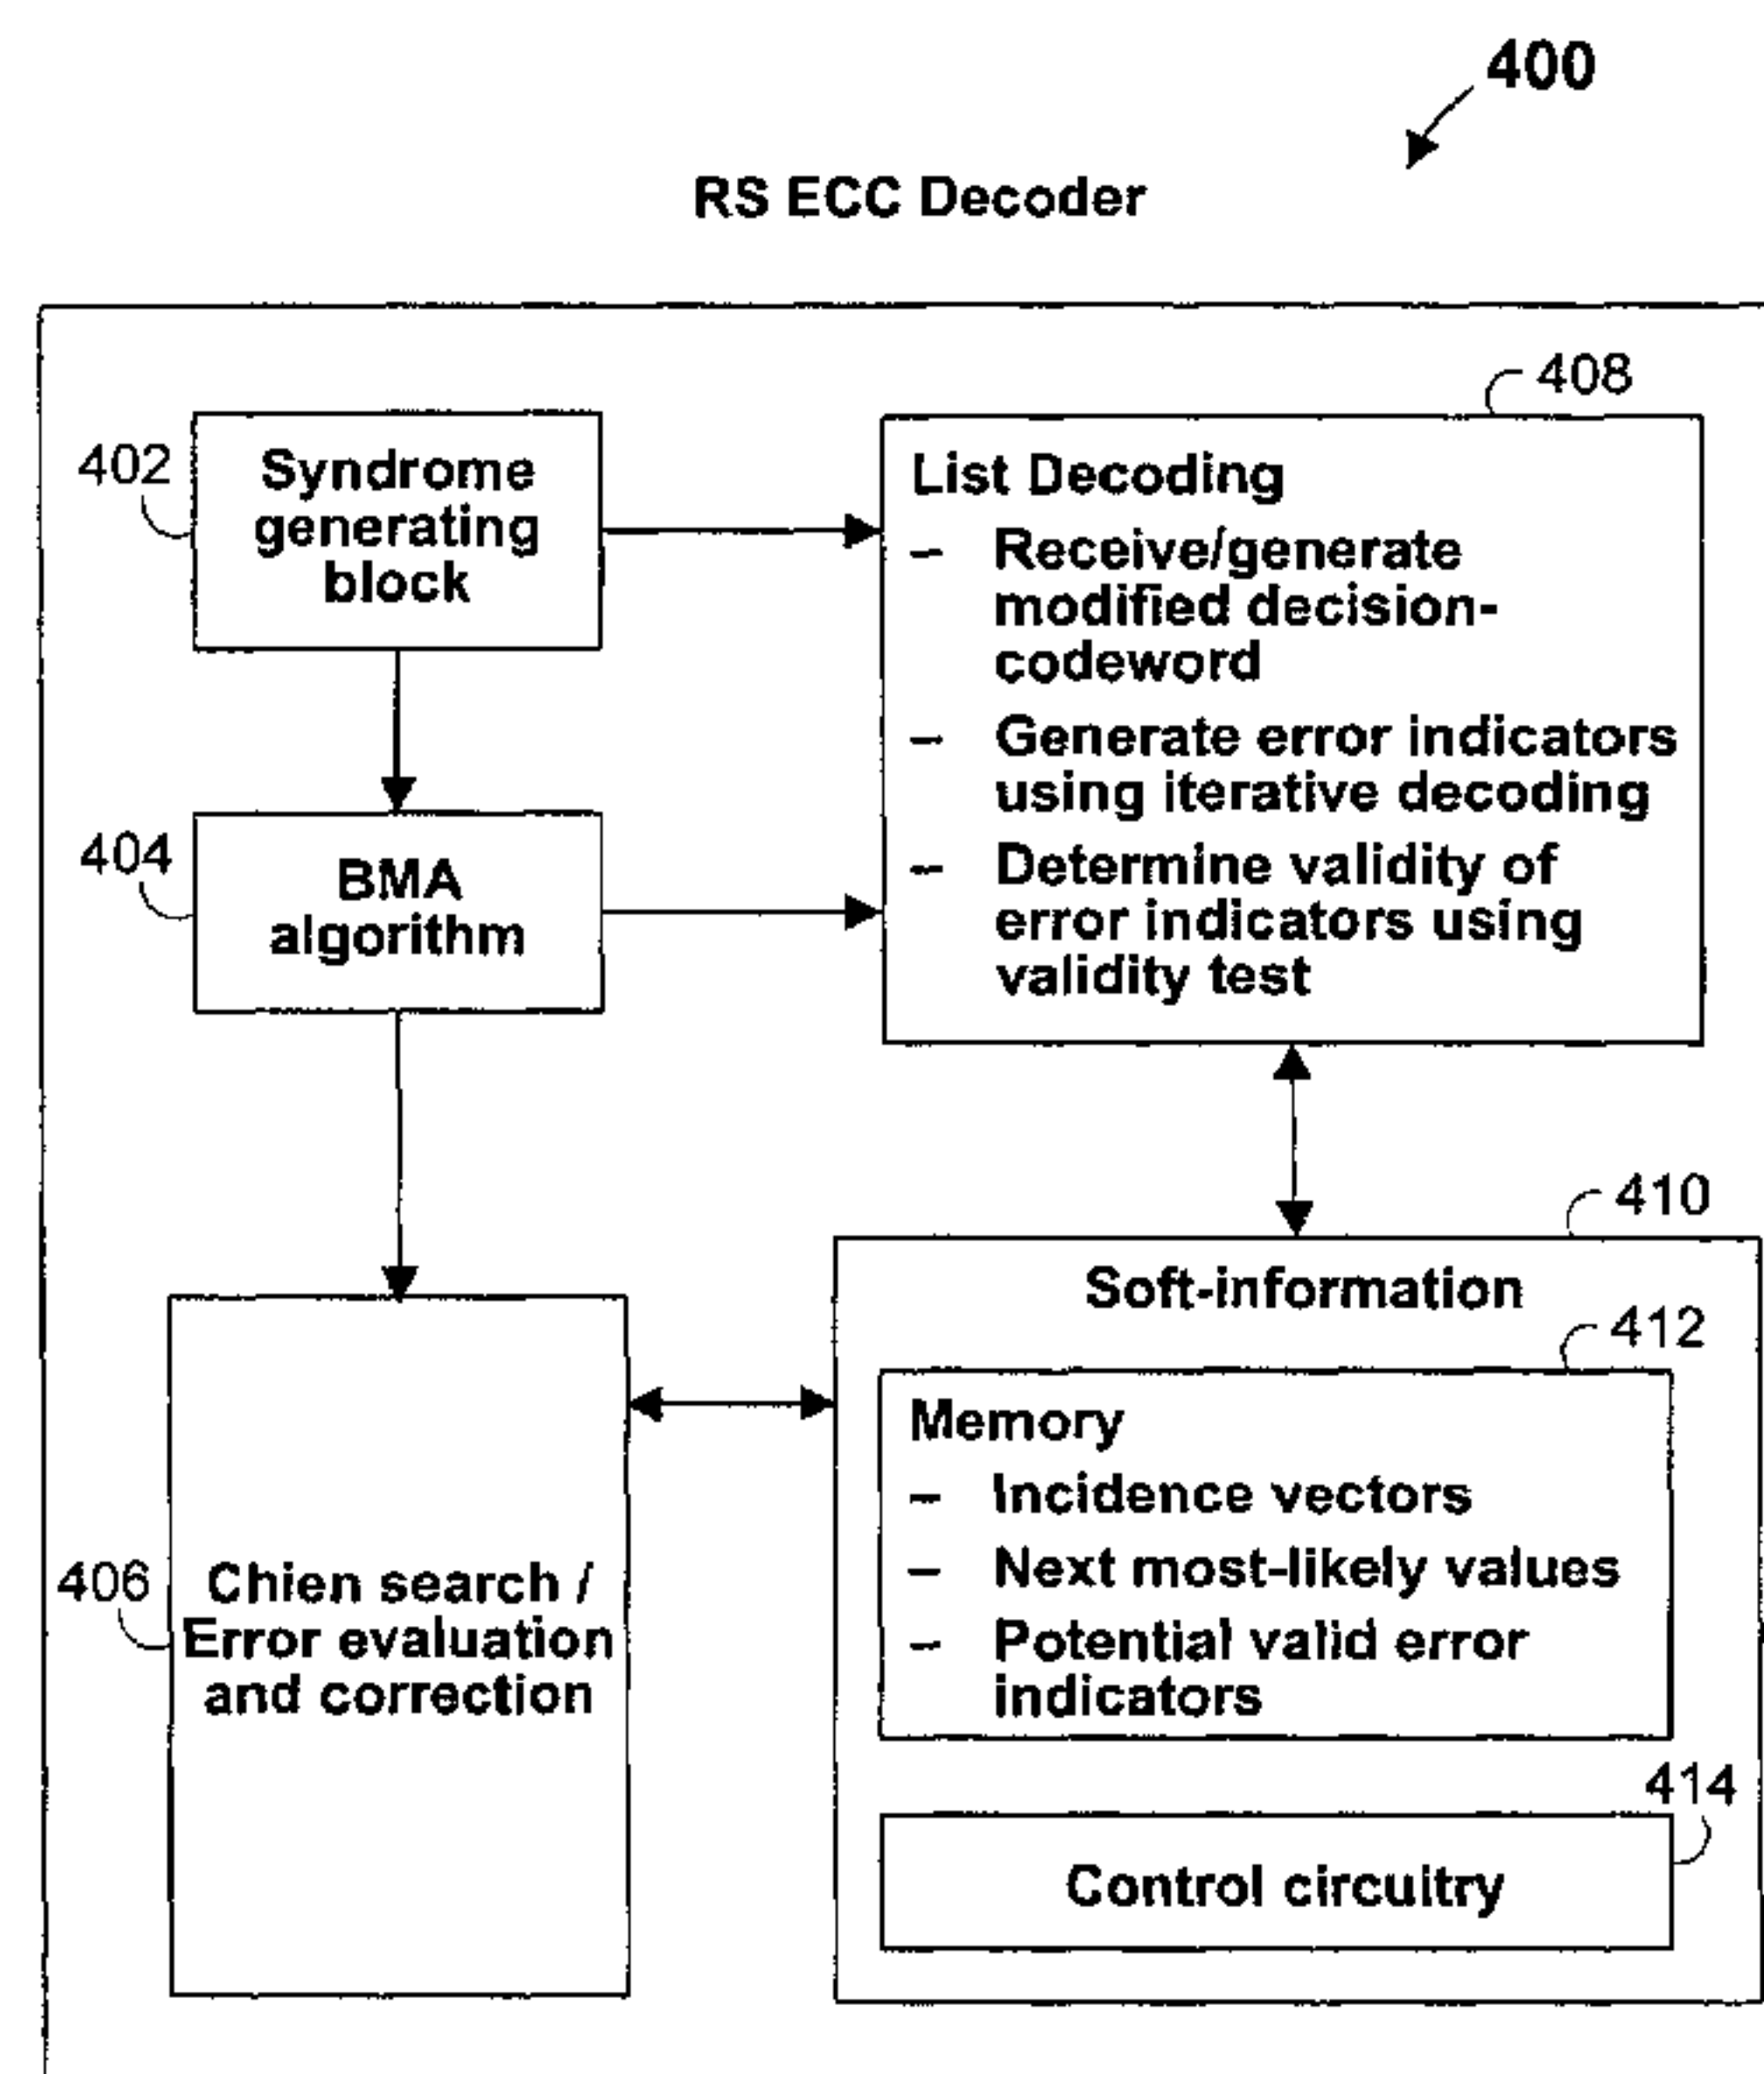 400
RS ECC Decoder
402
Syndrome
generating
block
404
BMA
algorithm
406
Chien search /
Error evaluation
and correction
408
List Decoding
– Receive/generate
modified decision-
codeword
– Generate error indicators
using iterative decoding
– Determine validity of
error indicators using
validity test
410
Soft-information
412
Memory
– Incidence vectors
– Next most-likely values
– Potential valid error
indicators
414
Control circuitry